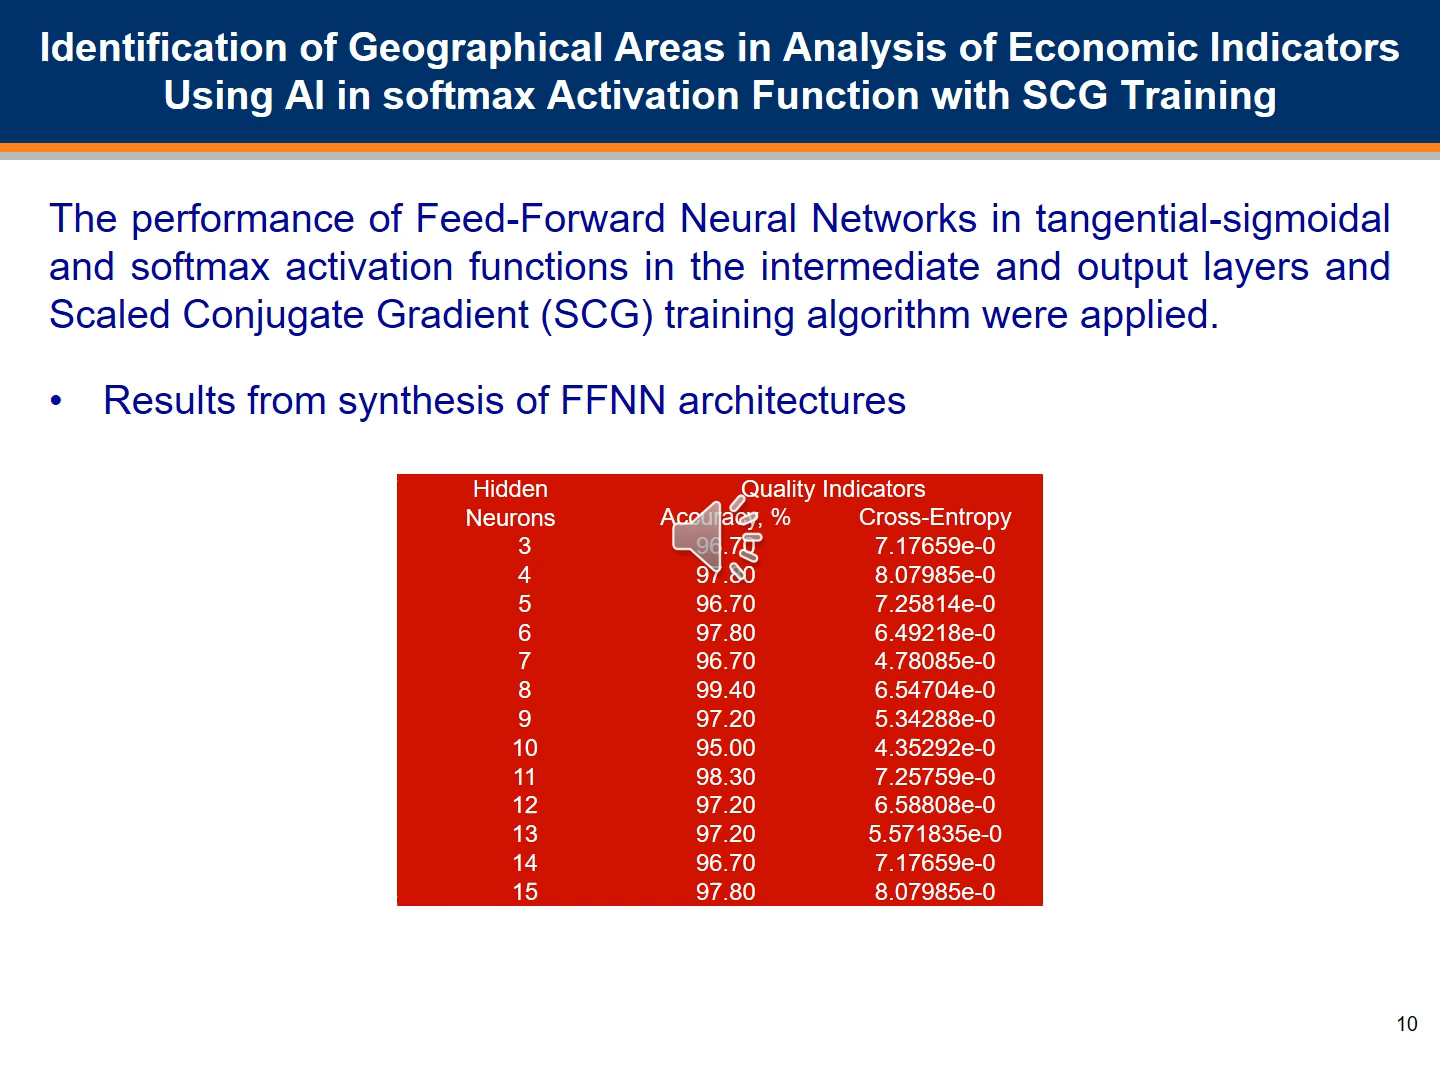 Identification of Geographical Areas in Analysis of Economic Indicators
Using AI in softmax Activation Function with SCG Training
The performance of Feed-Forward Neural Networks in tangential-sigmoidal
and softmax activation functions in the intermediate and output layers and
Scaled Conjugate Gradient (SCG) training algorithm were applied.
• Results from synthesis of FFNN architectures
Hidden Quality Indicators
Neurons Accuracy, % Cross-Entropy
3 96.70 7.17659e-0
4 97.80 8.07985e-0
5 96.70 7.25814e-0
6 97.80 6.49218e-0
7 96.70 4.78085e-0
8 99.40 6.54704e-0
9 97.20 5.34288e-0
10 95.00 4.35292e-0
11 98.30 7.25759e-0
12 97.20 6.58808e-0
13 97.20 5.571835e-0
14 96.70 7.17659e-0
15 97.80 8.07985e-0
10